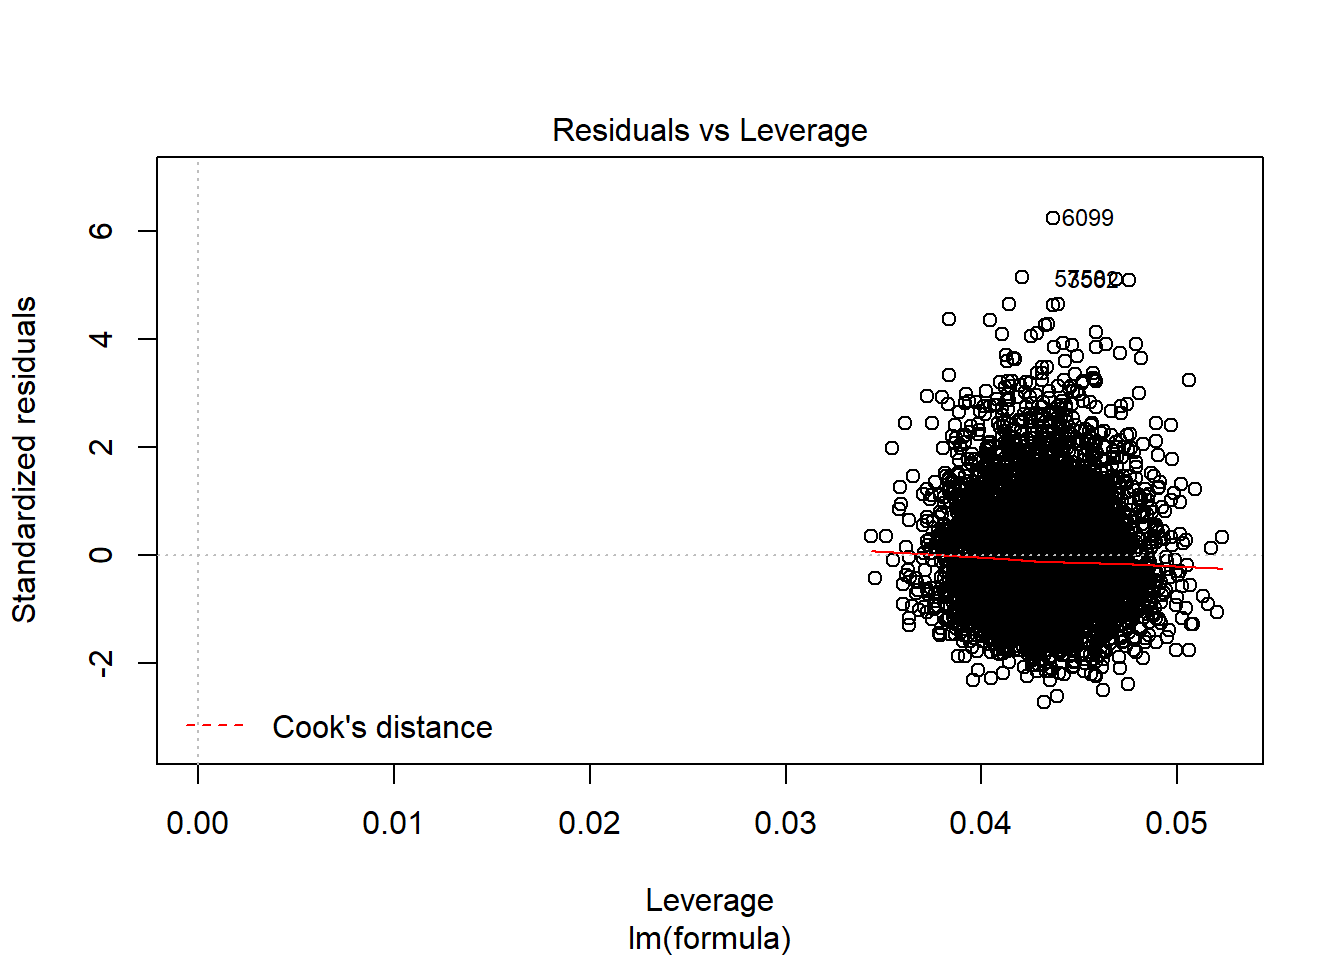 Residuals vs Leverage
Standardized residuals
6
4
2
0
-2
6099
Cook's distance
0.00 0.01 0.02 0.03 0.04 0.05
Leverage
lm(formula)